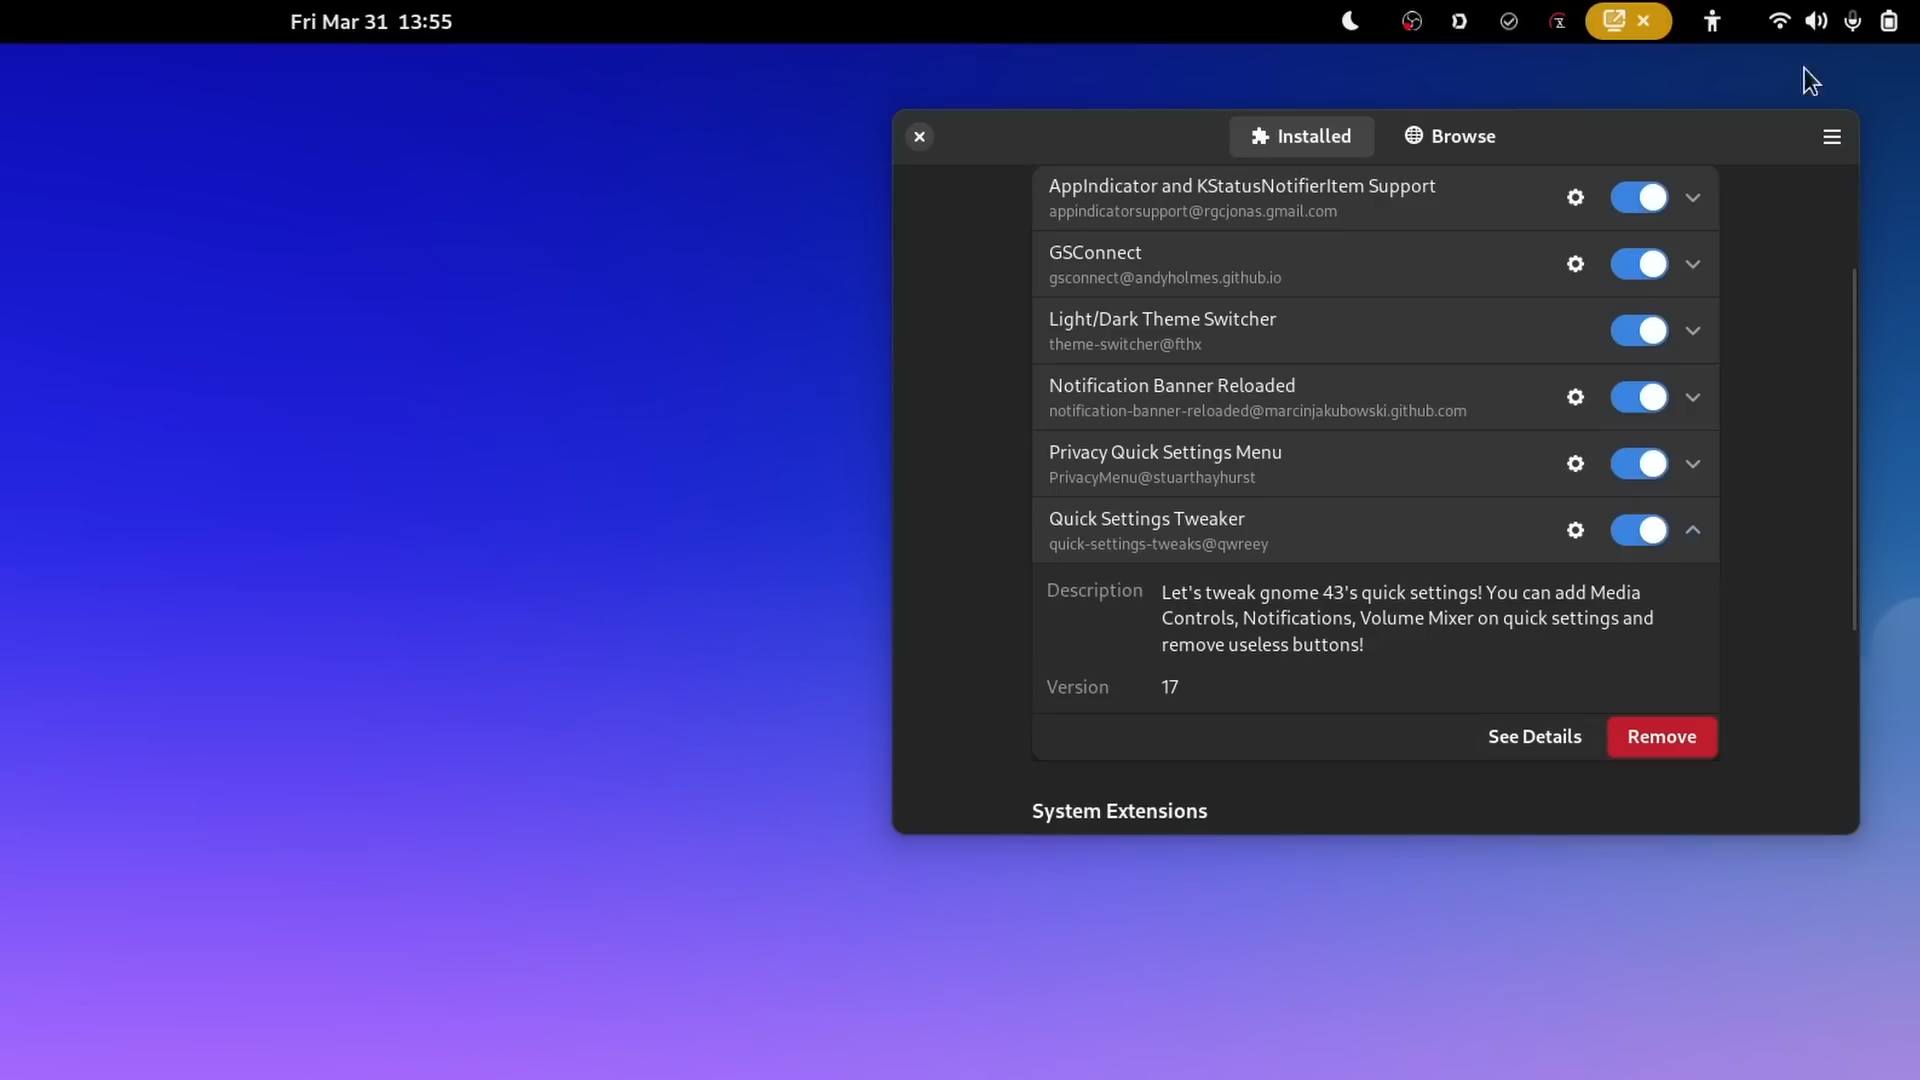 Fri Mar 31 13:55
Installed
Browse
AppIndicator and KStatusNotifierItem Support
appindicatorsupport@rgcjonas.gmail.com
GSConnect
gsconnect@andyholmes.github.io
Light/Dark Theme Switcher
theme-switcher@fthx
Notification Banner Reloaded
notification-banner-reloaded@marcinjakubowski.github.com
Privacy Quick Settings Menu
PrivacyMenu@stuarthayhurst
Quick Settings Tweaker
quick-settings-tweaks@qwreey
Description Let's tweak gnome 43's quick settings! You can add Media
Controls, Notifications, Volume Mixer on quick settings and
remove useless buttons!
Version 17
See Details Remove
System Extensions